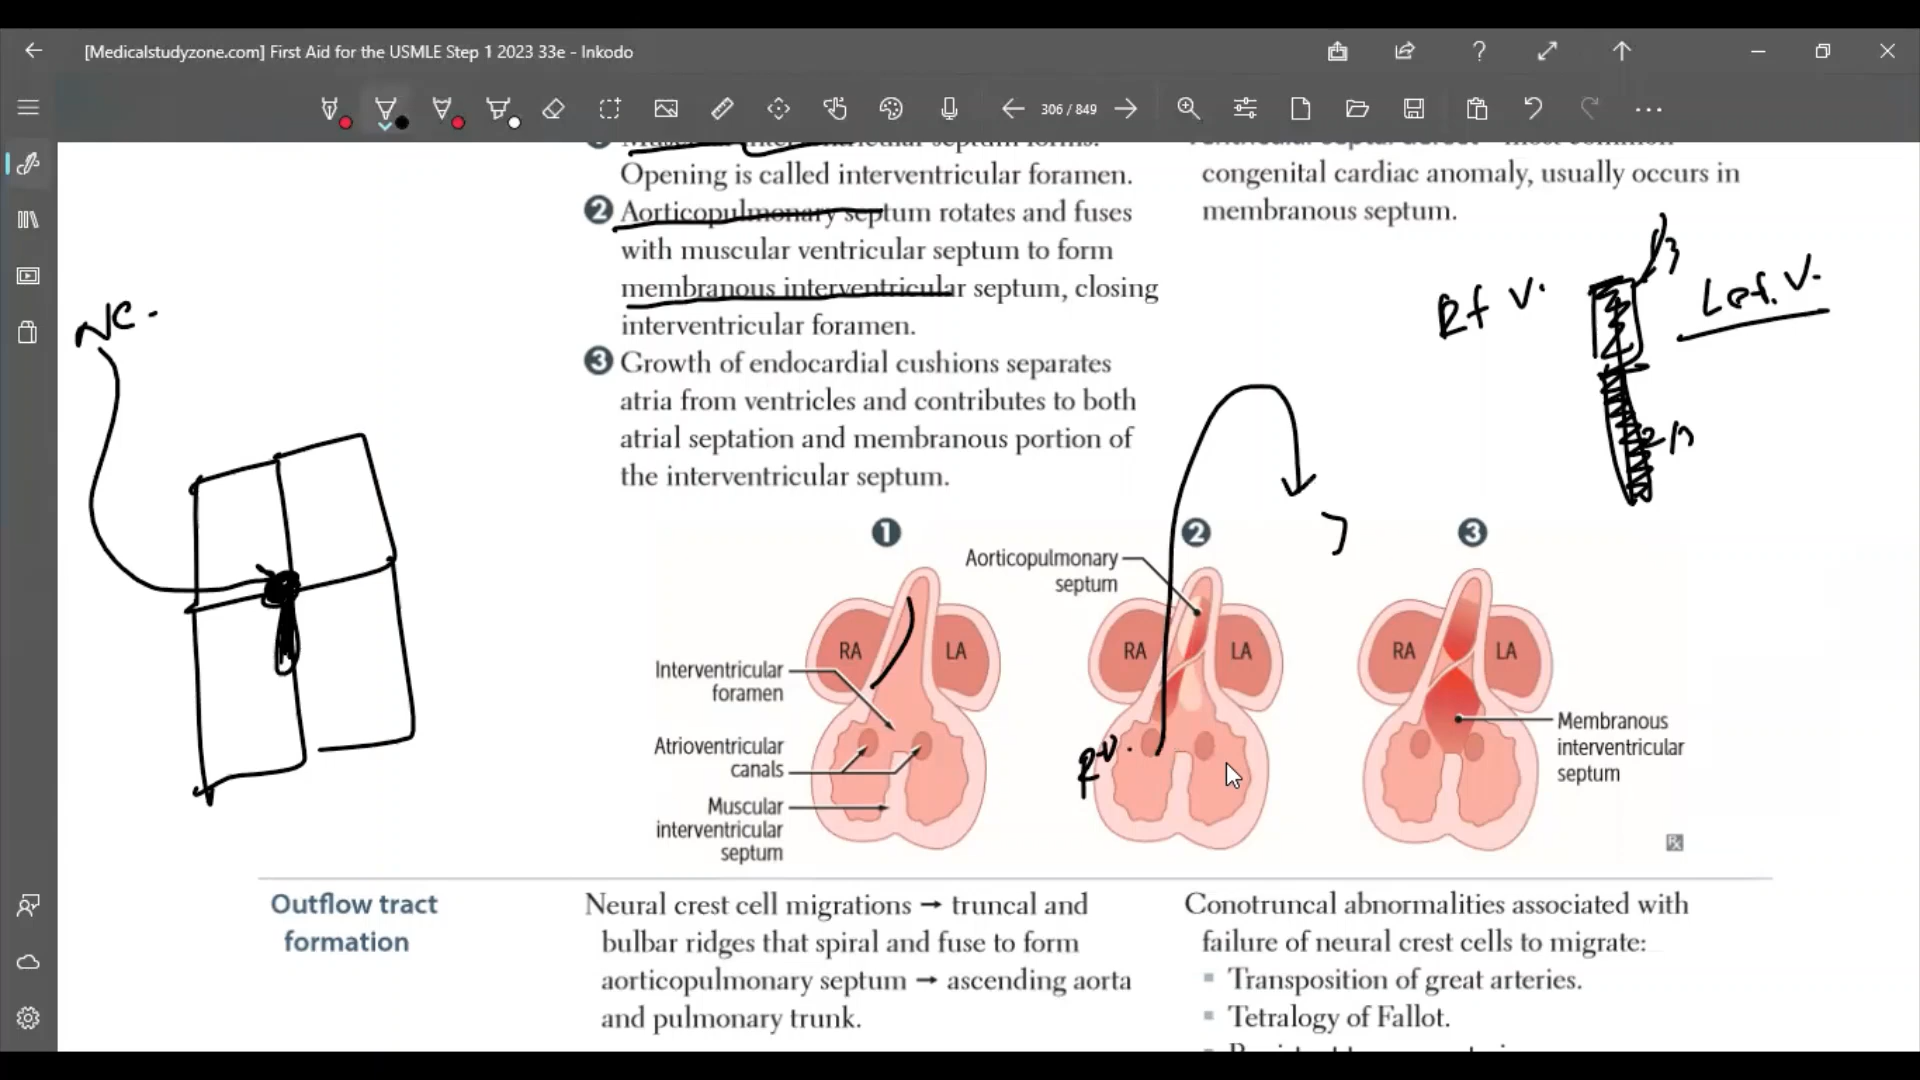 [Medicalstudyzone.com] First Aid for the USMLE Step 1 2023 33e - Inkodo
306 / 849
Opening is called interventricular foramen.
2 Aorticopulmonary septum rotates and fuses
with muscular ventricular septum to form
membranous interventricular septum, closing
interventricular foramen.
3 Growth of endocardial cushions separates
atria from ventricles and contributes to both
atrial septation and membranous portion of
the interventricular septum.
congenital cardiac anomaly, usually occurs in
membranous septum.
NC.
Rt V.
Lef. V.
1
2
3
Aorticopulmonary
septum
RA
LA
RA
LA
RA
LA
Interventricular
foramen
Atrioventricular
canals
Muscular
interventricular
septum
R.V.
Membranous
interventricular
septum
Rx
Outflow tract
formation
Neural crest cell migrations → truncal and
bulbar ridges that spiral and fuse to form
aorticopulmonary septum → ascending aorta
and pulmonary trunk.
Conotruncal abnormalities associated with
failure of neural crest cells to migrate:
▪ Transposition of great arteries.
▪ Tetralogy of Fallot.